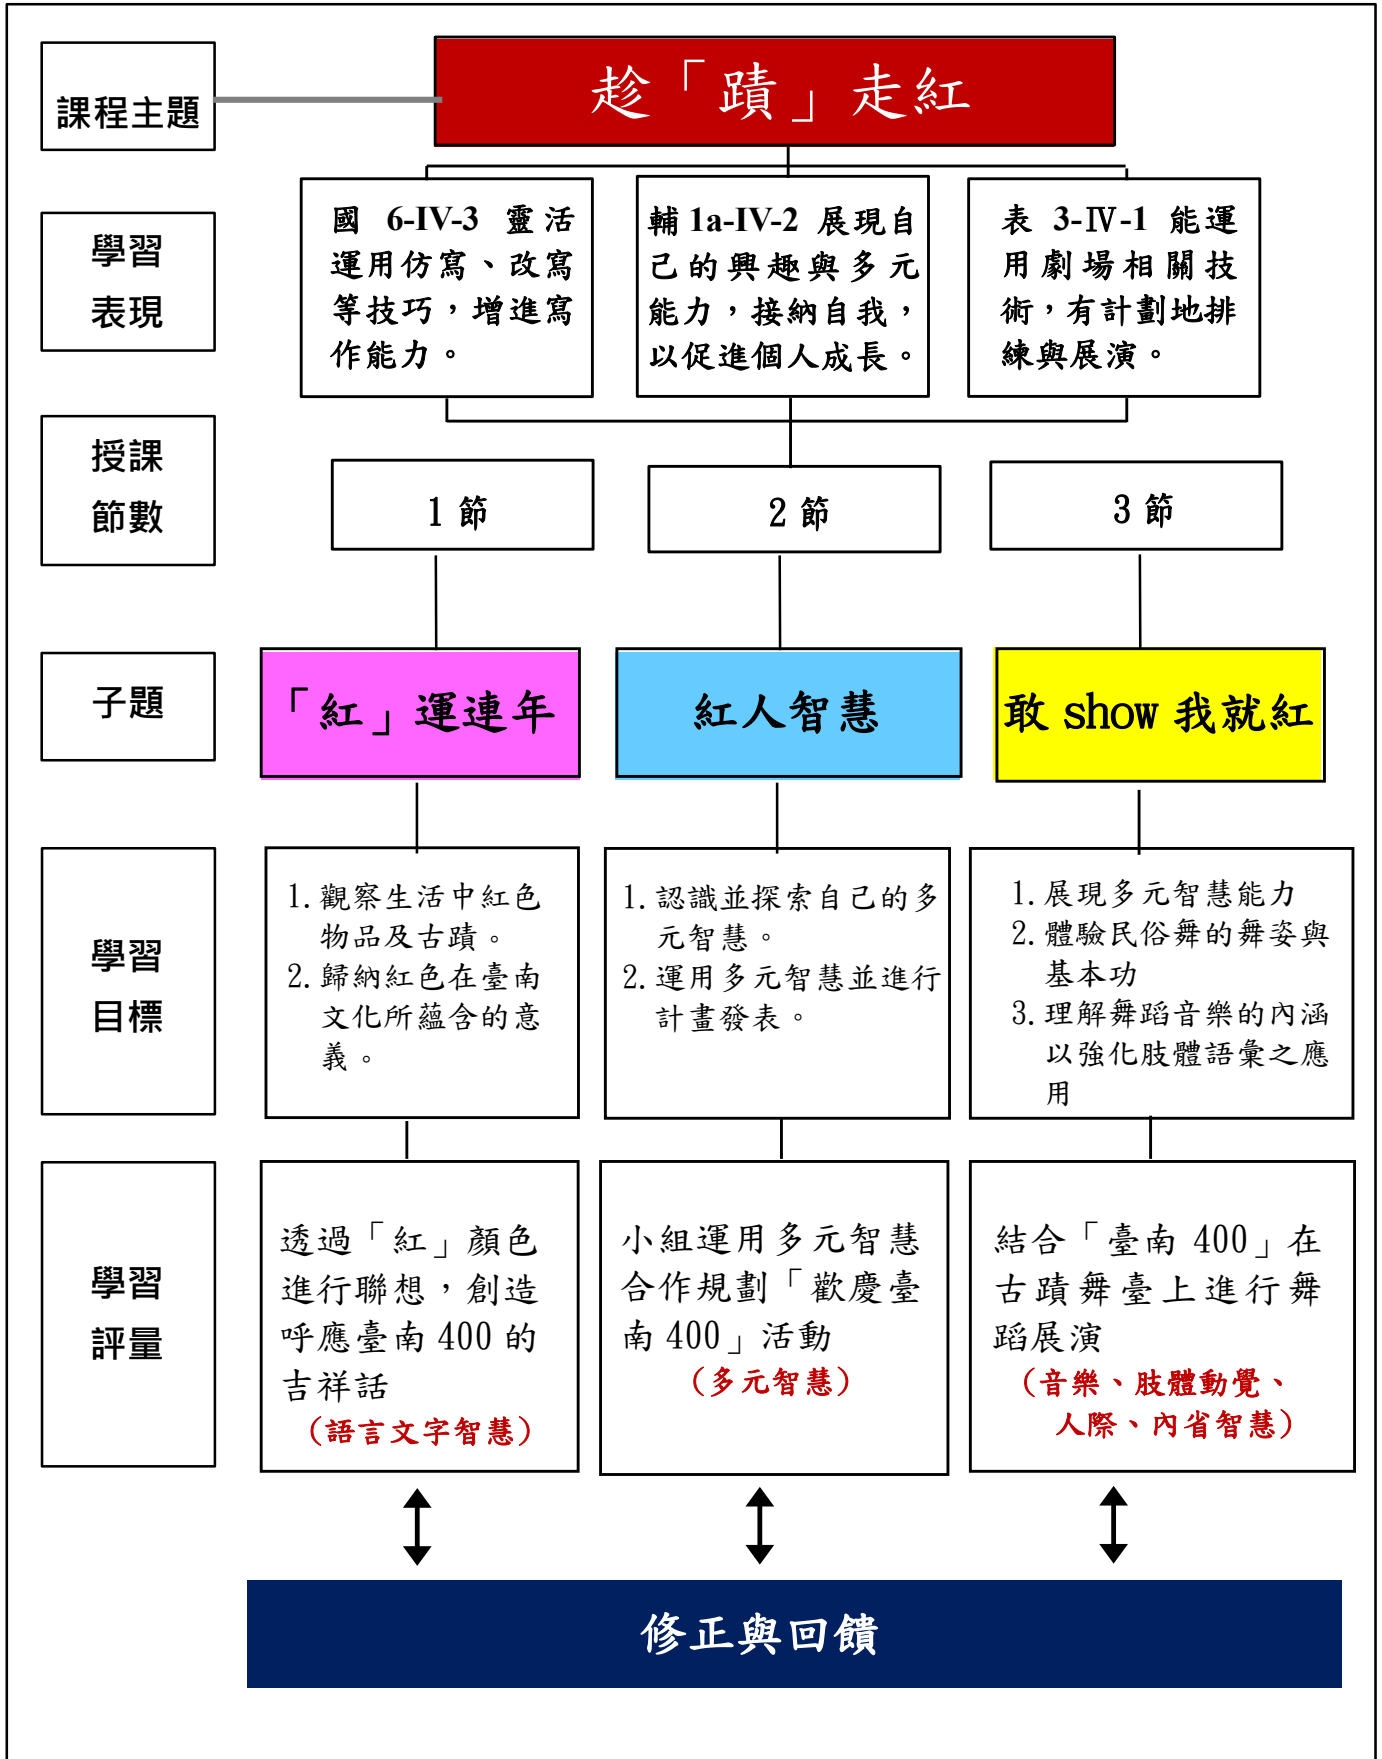 課程主題
趁「蹟」走紅
學習
表現
國 6-IV-3 靈活
運用仿寫、改寫
等技巧，增進寫
作能力。
輔 1a-IV-2 展現自
己的興趣與多元
能力，接納自我，
以促進個人成長。
表 3-IV-1 能運
用劇場相關技
術，有計劃地排
練與展演。
授課
節數
1 節
2 節
3 節
子題
「紅」運連年
紅人智慧
敢 show 我就紅
學習
目標
1. 觀察生活中紅色
物品及古蹟。
2. 歸納紅色在臺南
文化所蘊含的意
義。
1. 認識並探索自己的多
元智慧。
2. 運用多元智慧並進行
計畫發表。
1. 展現多元智慧能力
2. 體驗民俗舞的舞姿與
基本功
3. 理解舞蹈音樂的內涵
以強化肢體語彙之應
用
學習
評量
透過「紅」顏色
進行聯想，創造
呼應臺南 400 的
吉祥話
（語言文字智慧）
小組運用多元智慧
合作規劃「歡慶臺
南 400」活動
（多元智慧）
結合「臺南 400」在
古蹟舞臺上進行舞
蹈展演
（音樂、肢體動覺、
人際、內省智慧）
修正與回饋